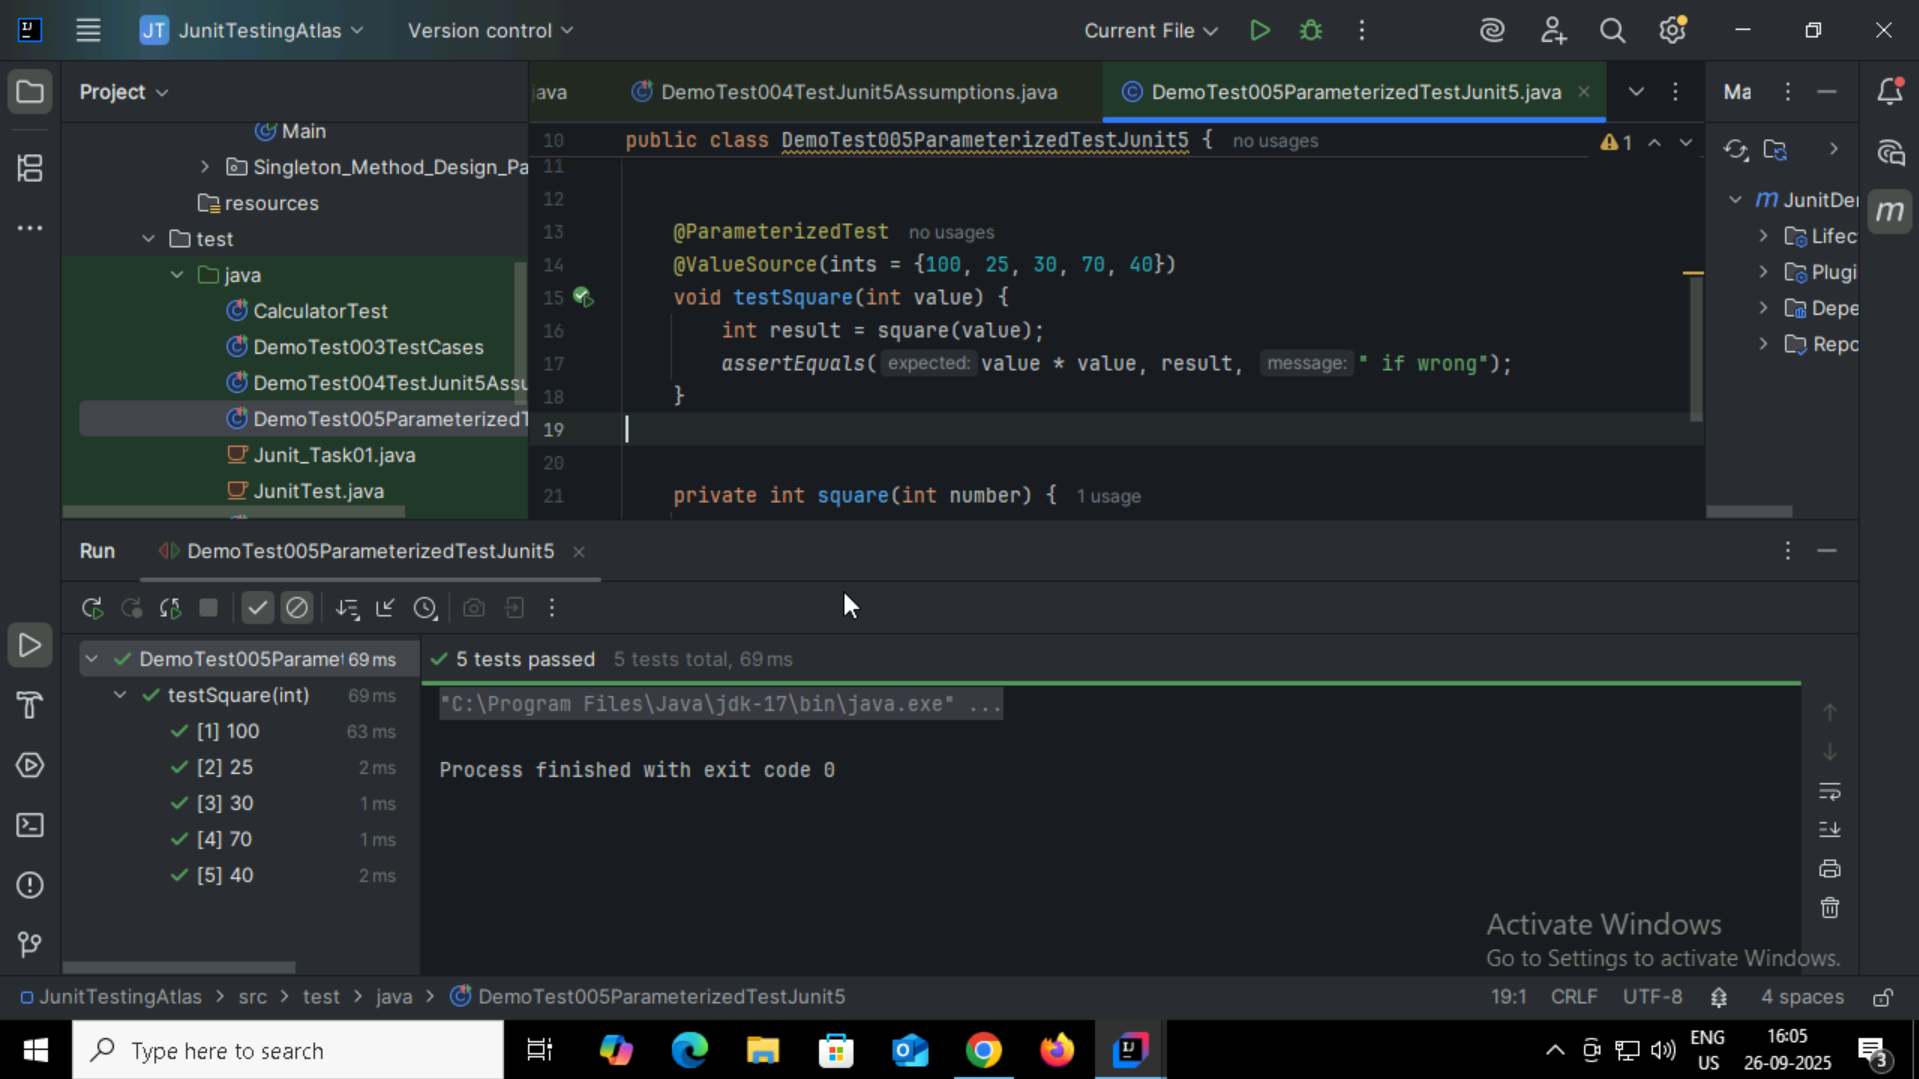 JT JunitTestingAtlas
Version control
Current File
Project
Main
Singleton_Method_Design_Pa
resources
test
java
CalculatorTest
DemoTest003TestCases
DemoTest004TestJunit5Assu
DemoTest005ParameterizedT
Junit_Task01.java
JunitTest.java
java
DemoTest004TestJunit5Assumptions.java
DemoTest005ParameterizedTestJunit5.java
10 public class DemoTest005ParameterizedTestJunit5 { no usages
1
11
12
13 @ParameterizedTest no usages
14 @ValueSource(ints = {100, 25, 30, 70, 40})
15 void testSquare(int value) {
16 int result = square(value);
17 assertEquals( expected: value * value, result, message: " if wrong");
18 }
19
20
21 private int square(int number) { 1 usage
Ma
m JunitDe
Lifec
Plugi
Depe
Repo
m
Run DemoTest005ParameterizedTestJunit5
DemoTest005Paramet 69 ms
testSquare(int) 69 ms
[1] 100 63 ms
[2] 25 2 ms
[3] 30 1 ms
[4] 70 1 ms
[5] 40 2 ms
5 tests passed 5 tests total, 69 ms
"C:\Program Files\Java\jdk-17\bin\java.exe" ...
Process finished with exit code 0
Activate Windows
Go to Settings to activate Windows.
JunitTestingAtlas > src > test > java > DemoTest005ParameterizedTestJunit5
19:1 CRLF UTF-8 4 spaces
Type here to search
ENG
US
16:05
26-09-2025
3